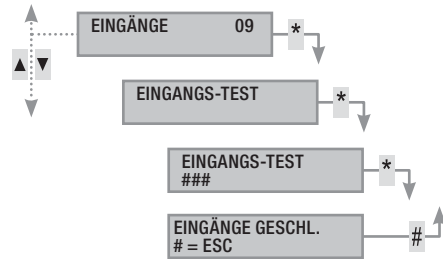 EINGÄNGE 09
*
▲ ▼
EINGANGS-TEST
*
EINGANGS-TEST
###
*
EINGÄNGE GESCHL.
# = ESC
#